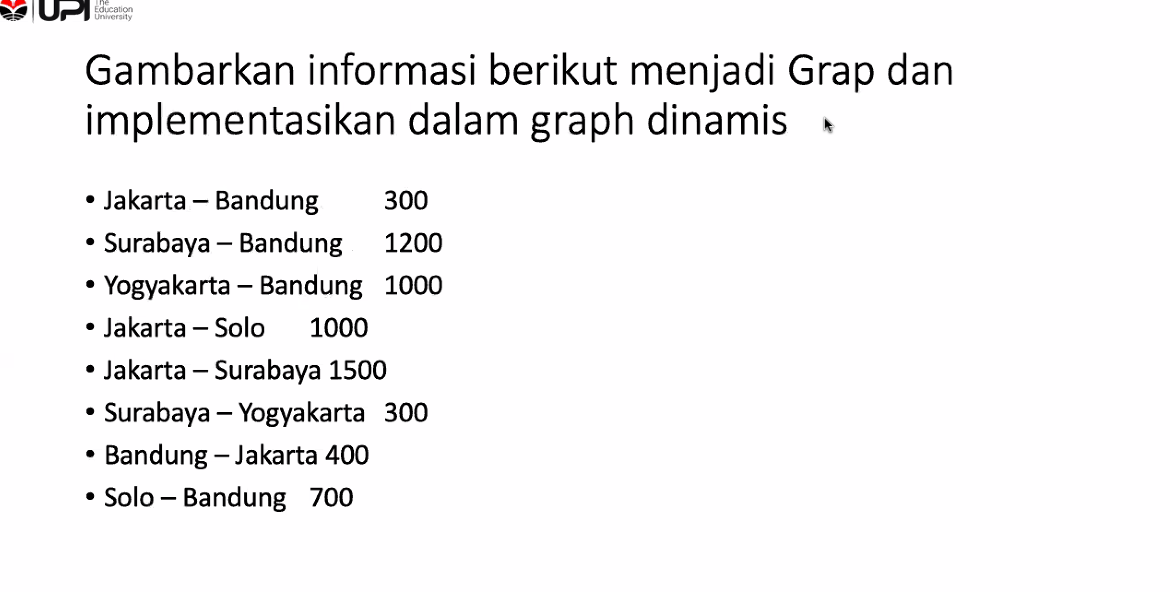 UPI
The
Education
University
Gambarkan informasi berikut menjadi Grap dan
implementasikan dalam graph dinamis
• Jakarta – Bandung 300
• Surabaya – Bandung 1200
• Yogyakarta – Bandung 1000
• Jakarta – Solo 1000
• Jakarta – Surabaya 1500
• Surabaya – Yogyakarta 300
• Bandung – Jakarta 400
• Solo – Bandung 700